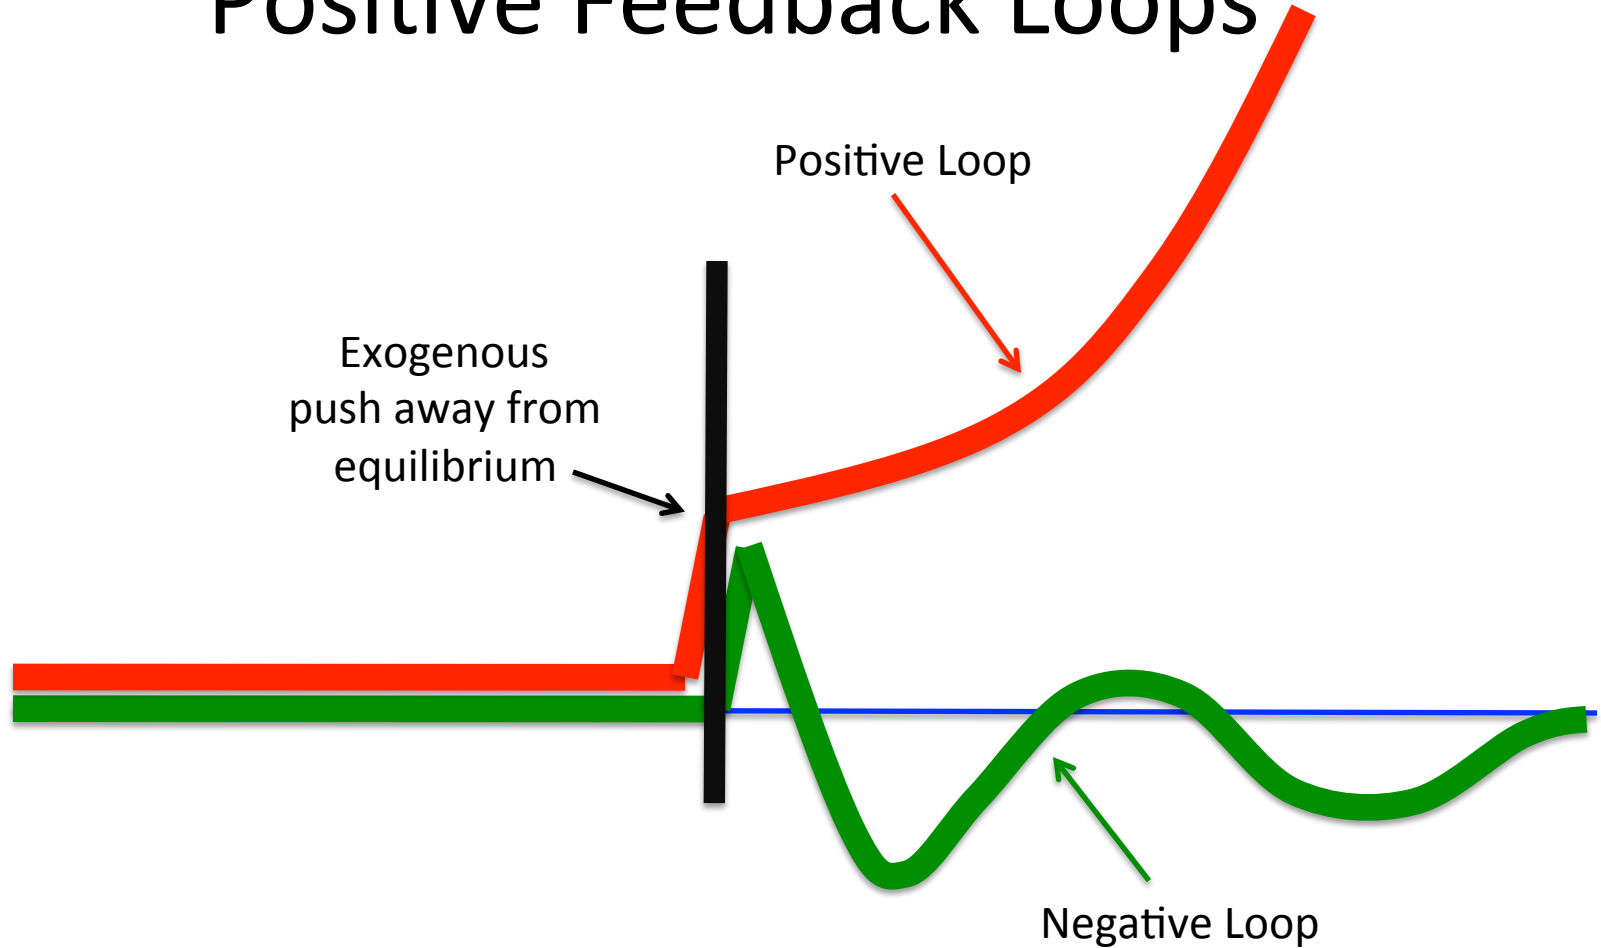 Positive Feedback Loops
Positive Loop
Exogenous
push away from
equilibrium
Negative Loop